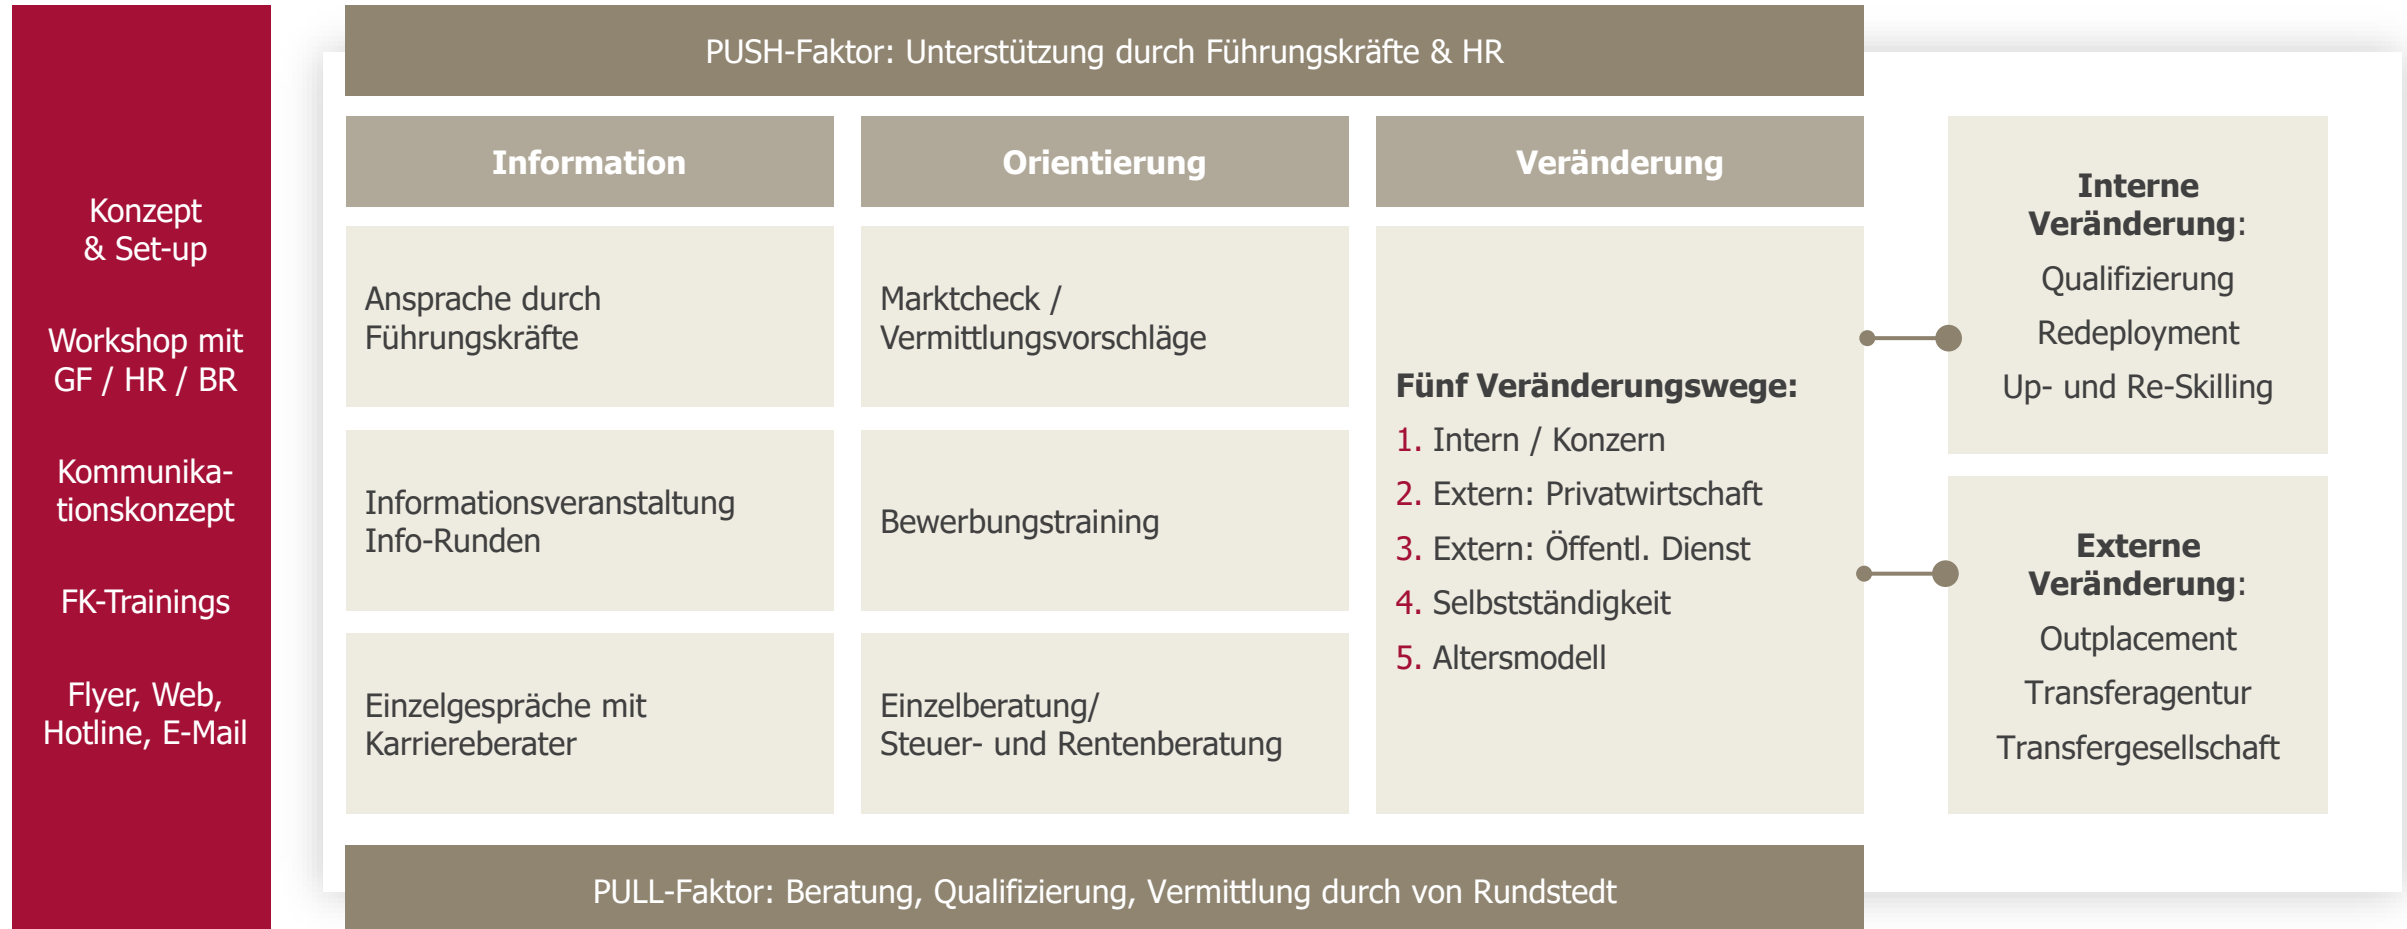 Konzept
& Set-up
Workshop mit
GF / HR / BR
Kommunika-
tionskonzept
FK-Trainings
Flyer, Web,
Hotline, E-Mail
PUSH-Faktor: Unterstützung durch Führungskräfte & HR
Information
Ansprache durch
Führungskräfte
Informationsveranstaltung
Info-Runden
Einzelgespräche mit
Karriereberater
Orientierung
Marktcheck /
Vermittlungsvorschläge
Bewerbungstraining
Einzelberatung/
Steuer- und Rentenberatung
Veränderung
Fünf Veränderungswege:
1. Intern / Konzern
2. Extern: Privatwirtschaft
3. Extern: Öffentl. Dienst
4. Selbstständigkeit
5. Altersmodell
Interne
Veränderung:
Qualifizierung
Redeployment
Up- und Re-Skilling
Externe
Veränderung:
Outplacement
Transferagentur
Transfergesellschaft
PULL-Faktor: Beratung, Qualifizierung, Vermittlung durch von Rundstedt